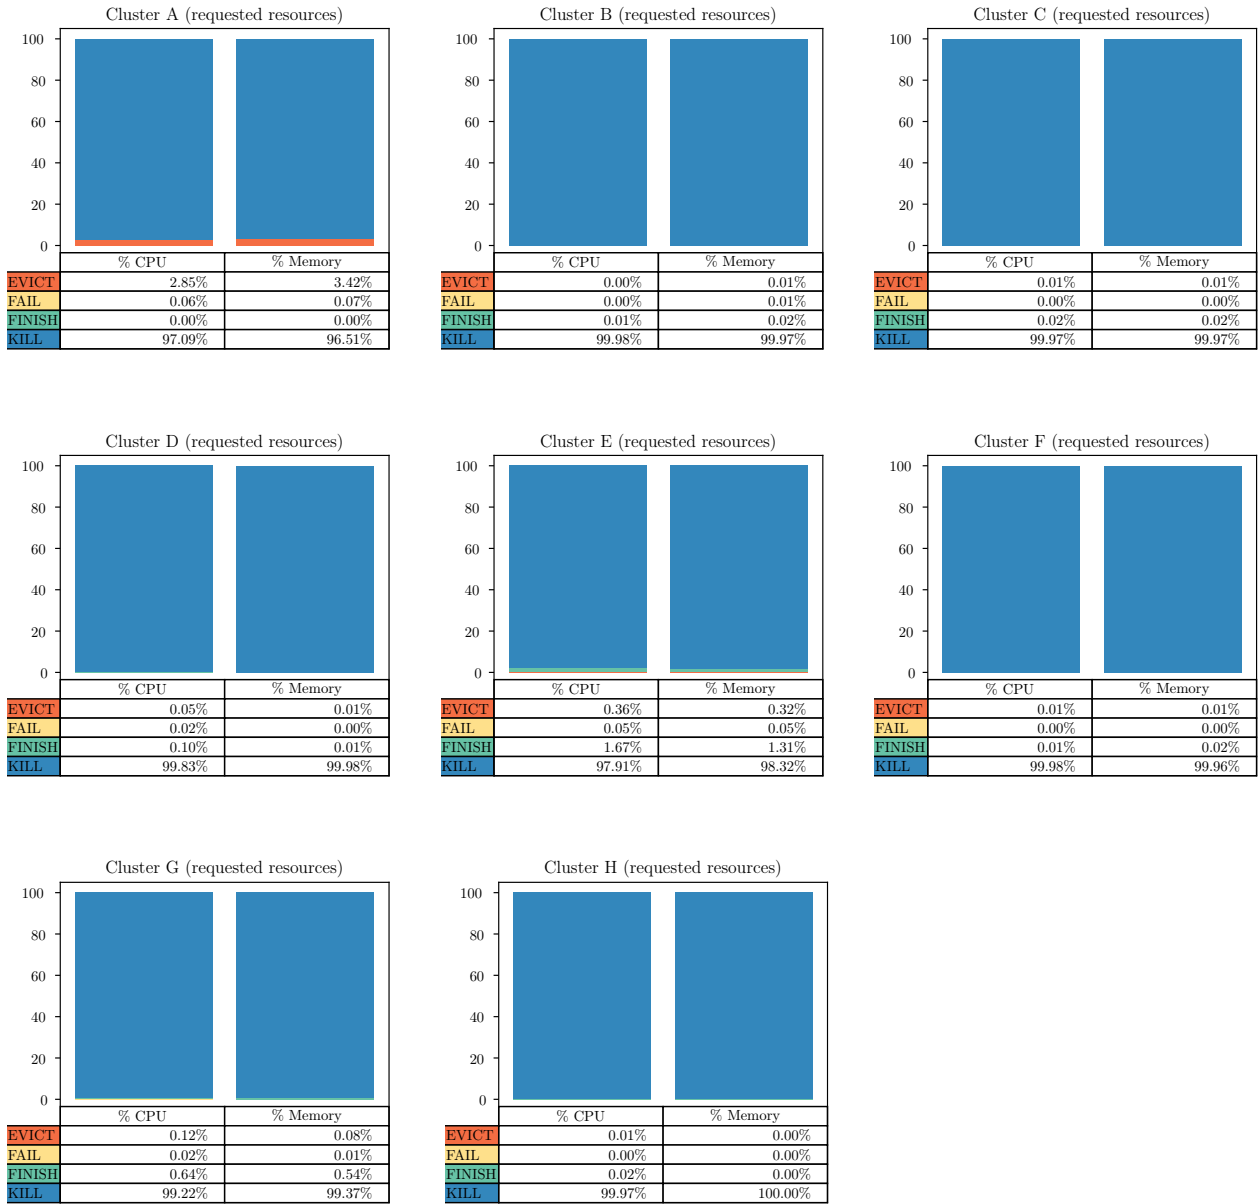 Cluster A (requested resources)
100
80
60
40
20
0
% CPU % Memory
EVICT 2.85% 3.42%
FAIL 0.06% 0.07%
FINISH 0.00% 0.00%
KILL 97.09% 96.51%
Cluster B (requested resources)
100
80
60
40
20
0
% CPU % Memory
EVICT 0.00% 0.01%
FAIL 0.00% 0.01%
FINISH 0.01% 0.02%
KILL 99.98% 99.97%
Cluster C (requested resources)
100
80
60
40
20
0
% CPU % Memory
EVICT 0.01% 0.01%
FAIL 0.00% 0.00%
FINISH 0.02% 0.02%
KILL 99.97% 99.97%
Cluster D (requested resources)
100
80
60
40
20
0
% CPU % Memory
EVICT 0.05% 0.01%
FAIL 0.02% 0.00%
FINISH 0.10% 0.01%
KILL 99.83% 99.98%
Cluster E (requested resources)
100
80
60
40
20
0
% CPU % Memory
EVICT 0.36% 0.32%
FAIL 0.05% 0.05%
FINISH 1.67% 1.31%
KILL 97.91% 98.32%
Cluster F (requested resources)
100
80
60
40
20
0
% CPU % Memory
EVICT 0.01% 0.01%
FAIL 0.00% 0.00%
FINISH 0.01% 0.02%
KILL 99.98% 99.96%
Cluster G (requested resources)
100
80
60
40
20
0
% CPU % Memory
EVICT 0.12% 0.08%
FAIL 0.02% 0.01%
FINISH 0.64% 0.54%
KILL 99.22% 99.37%
Cluster H (requested resources)
100
80
60
40
20
0
% CPU % Memory
EVICT 0.01% 0.00%
FAIL 0.00% 0.00%
FINISH 0.02% 0.00%
KILL 99.97% 100.00%